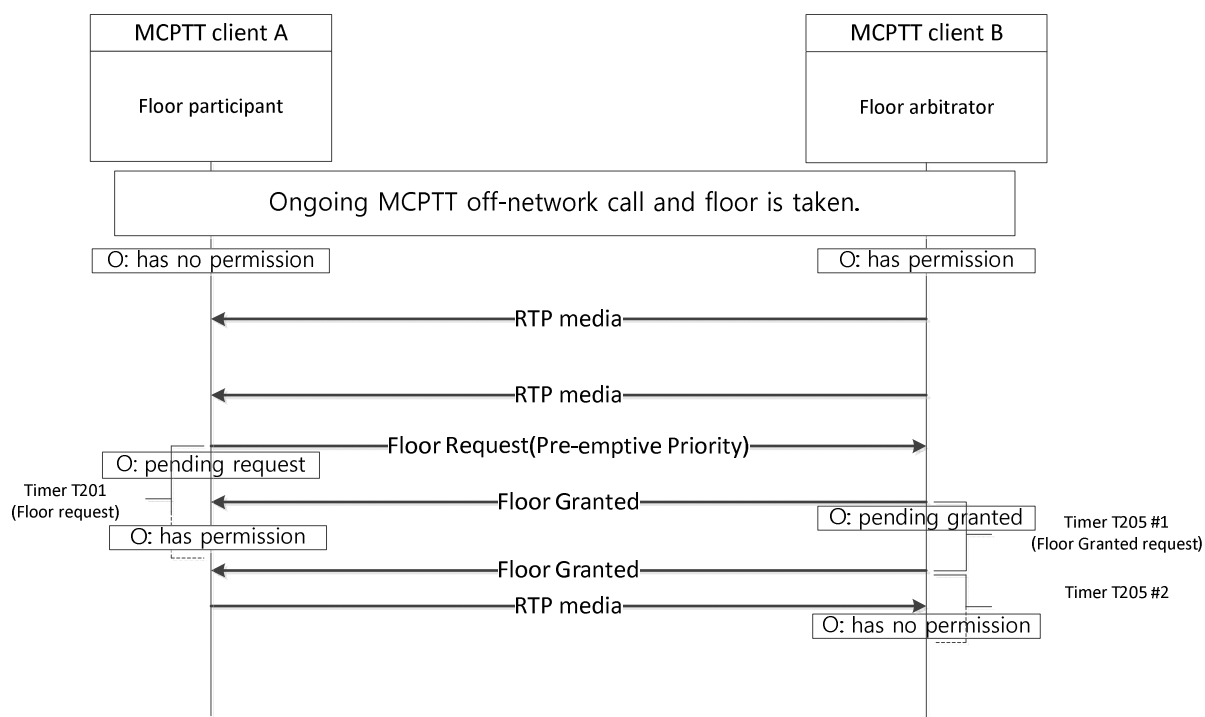 MCPTT client A
MCPTT client B
Floor participant
Floor arbitrator
Ongoing MCPTT off-network call and floor is taken.
O: has no permission
O: has permission
RTP media
RTP media
Floor Request(Pre-emptive Priority)
O: pending request
Timer T201
(Floor request)
Floor Granted
O: pending granted
Timer T205 #1
(Floor Granted request)
O: has permission
Floor Granted
Timer T205 #2
RTP media
O: has no permission